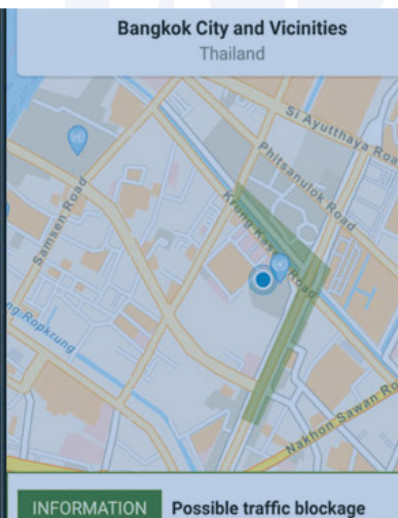 Bangkok City and Vicinities
Thailand
Si Ayutthaya Roa
Phitsanulok Road
Samsen Road
Krung Kasem Road
ng Ropkrung
Nakhon Sawan Ro
INFORMATION Possible traffic blockage